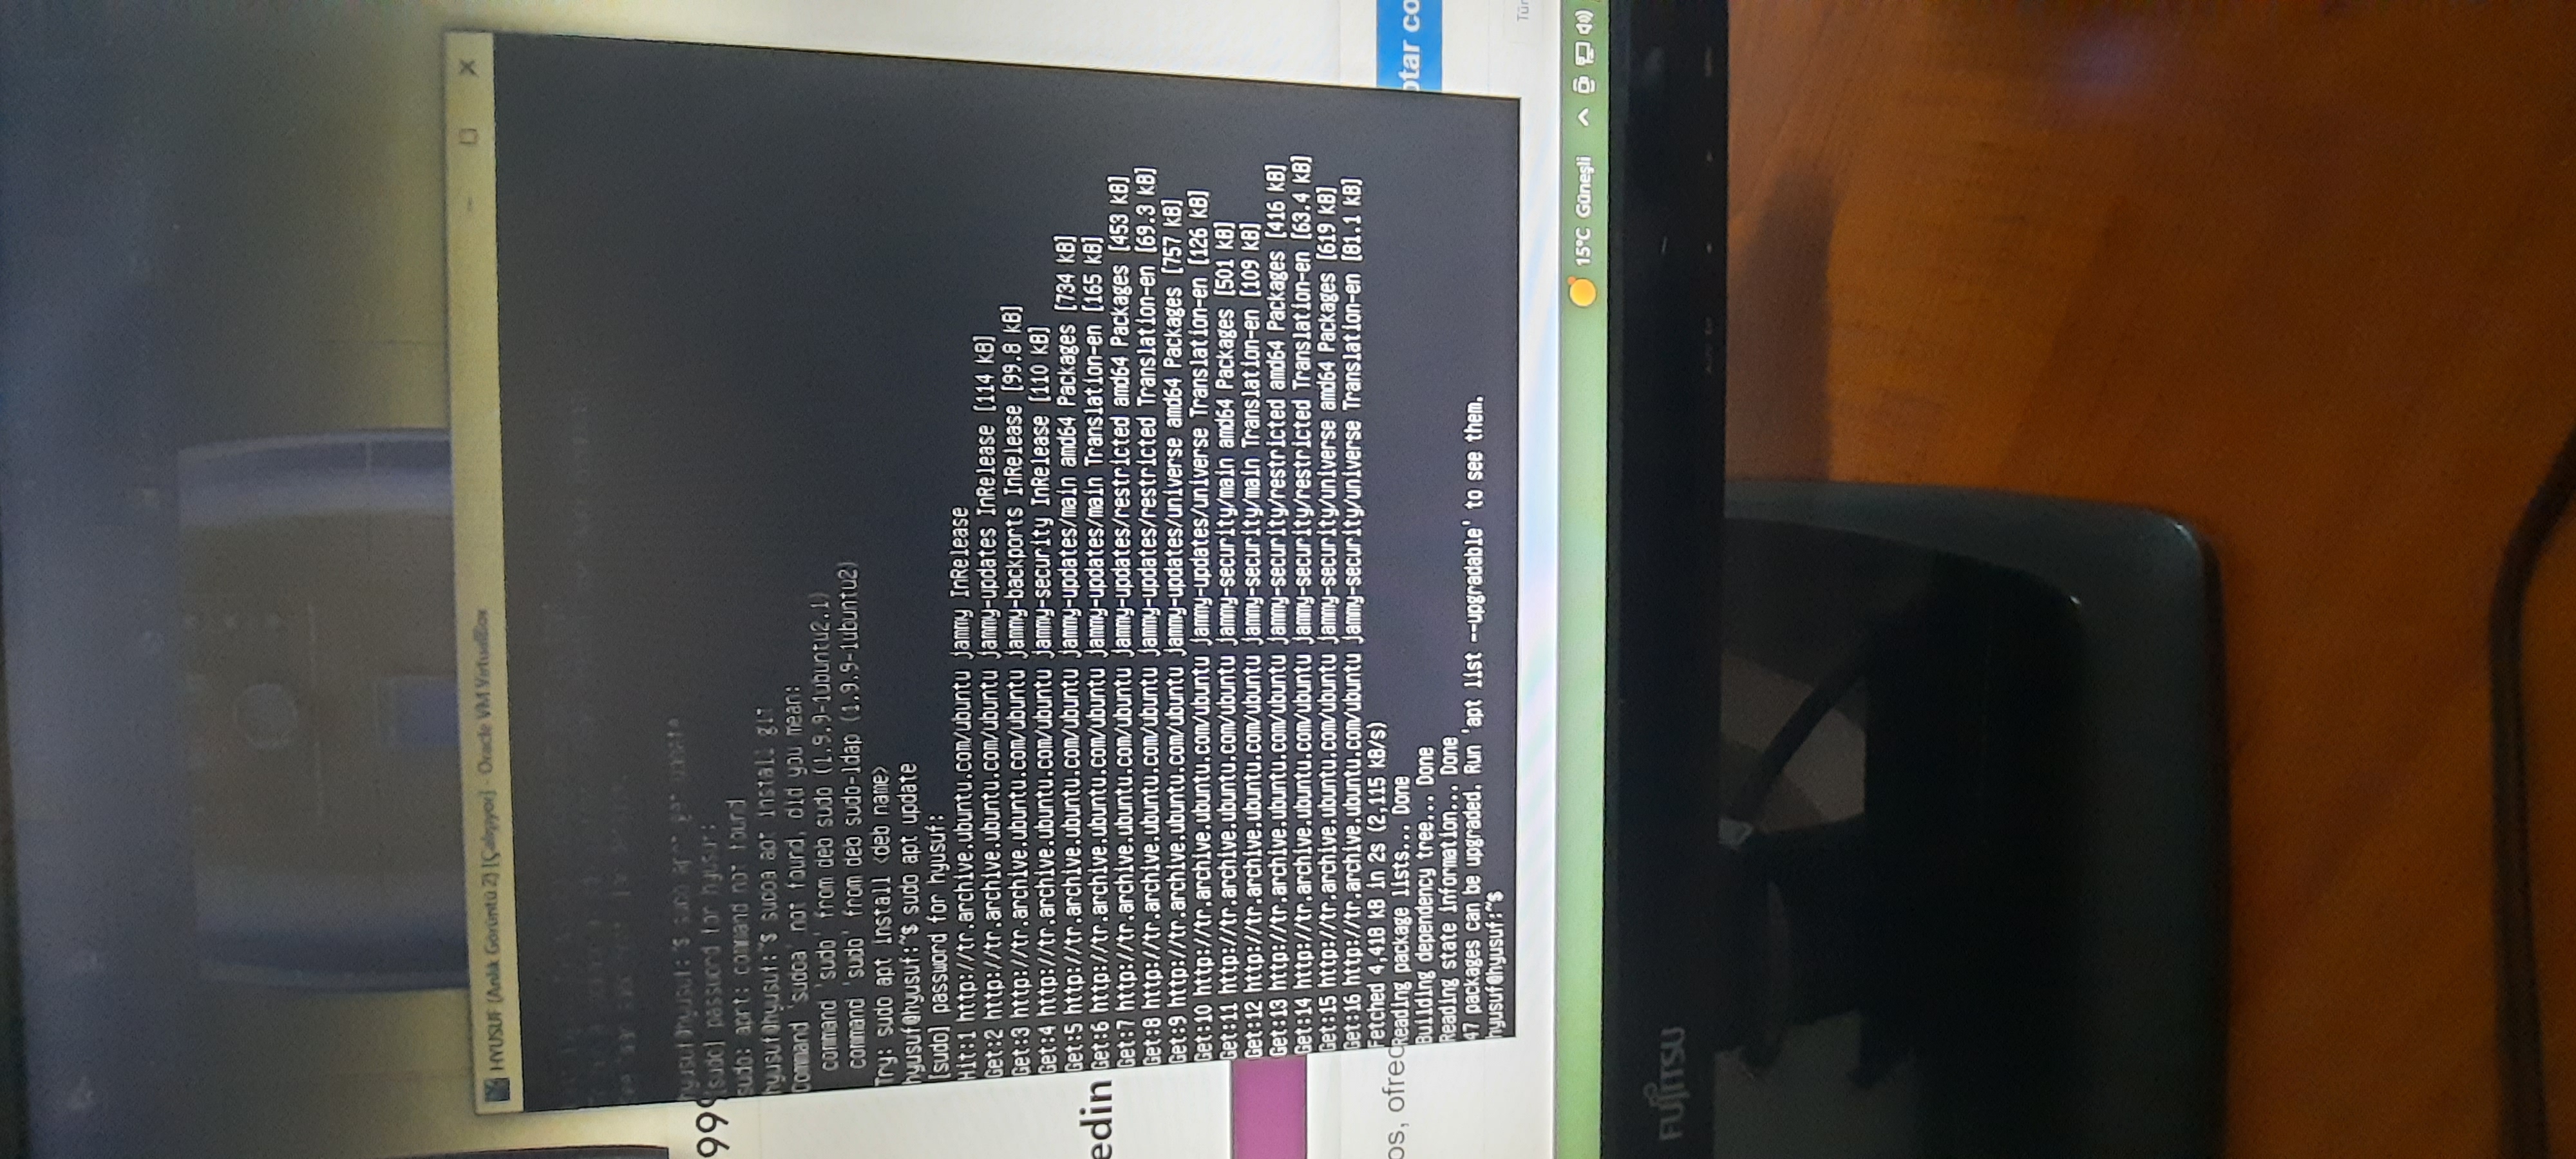 HYUSUF (Anlık Görüntü 2) [Çalışıyor] - Oracle VM VirtualBox
hyusuf@hyusuf:~$ sudo aprt get update
[sudo] password for hyusuf:
sudo: aprt: command not found
hyusuf@hyusuf:~$ sudoa apt install git
Command 'sudoa' not found, did you mean:
command 'sudo' from deb sudo (1.9.9-1ubuntu2.1)
command 'sudo' from deb sudo-ldap (1.9.9-1ubuntu2)
Try: sudo apt install <deb name>
hyusuf@hyusuf:~$ sudo apt update
[sudo] password for hyusuf:
Hit:1 http://tr.archive.ubuntu.com/ubuntu jammy InRelease
Get:2 http://tr.archive.ubuntu.com/ubuntu jammy-updates InRelease [114 kB]
Get:3 http://tr.archive.ubuntu.com/ubuntu jammy-backports InRelease [99.8 kB]
Get:4 http://tr.archive.ubuntu.com/ubuntu jammy-security InRelease [110 kB]
Get:5 http://tr.archive.ubuntu.com/ubuntu jammy-updates/main amd64 Packages [734 kB]
Get:6 http://tr.archive.ubuntu.com/ubuntu jammy-updates/main Translation-en [165 kB]
Get:7 http://tr.archive.ubuntu.com/ubuntu jammy-updates/restricted amd64 Packages [453 kB]
Get:8 http://tr.archive.ubuntu.com/ubuntu jammy-updates/restricted Translation-en [69.3 kB]
Get:9 http://tr.archive.ubuntu.com/ubuntu jammy-updates/universe amd64 Packages [757 kB]
Get:10 http://tr.archive.ubuntu.com/ubuntu jammy-updates/universe Translation-en [126 kB]
Get:11 http://tr.archive.ubuntu.com/ubuntu jammy-security/main amd64 Packages [501 kB]
Get:12 http://tr.archive.ubuntu.com/ubuntu jammy-security/main Translation-en [109 kB]
Get:13 http://tr.archive.ubuntu.com/ubuntu jammy-security/restricted amd64 Packages [416 kB]
Get:14 http://tr.archive.ubuntu.com/ubuntu jammy-security/restricted Translation-en [63.4 kB]
Get:15 http://tr.archive.ubuntu.com/ubuntu jammy-security/universe amd64 Packages [619 kB]
Get:16 http://tr.archive.ubuntu.com/ubuntu jammy-security/universe Translation-en [81.1 kB]
Fetched 4,418 kB in 2s (2,115 kB/s)
Reading package lists... Done
Building dependency tree... Done
Reading state information... Done
47 packages can be upgraded. Run 'apt list --upgradable' to see them.
hyusuf@hyusuf:~$
999
edin
os, ofrec
ptar co
Tür
15°C Güneşli
FUJITSU